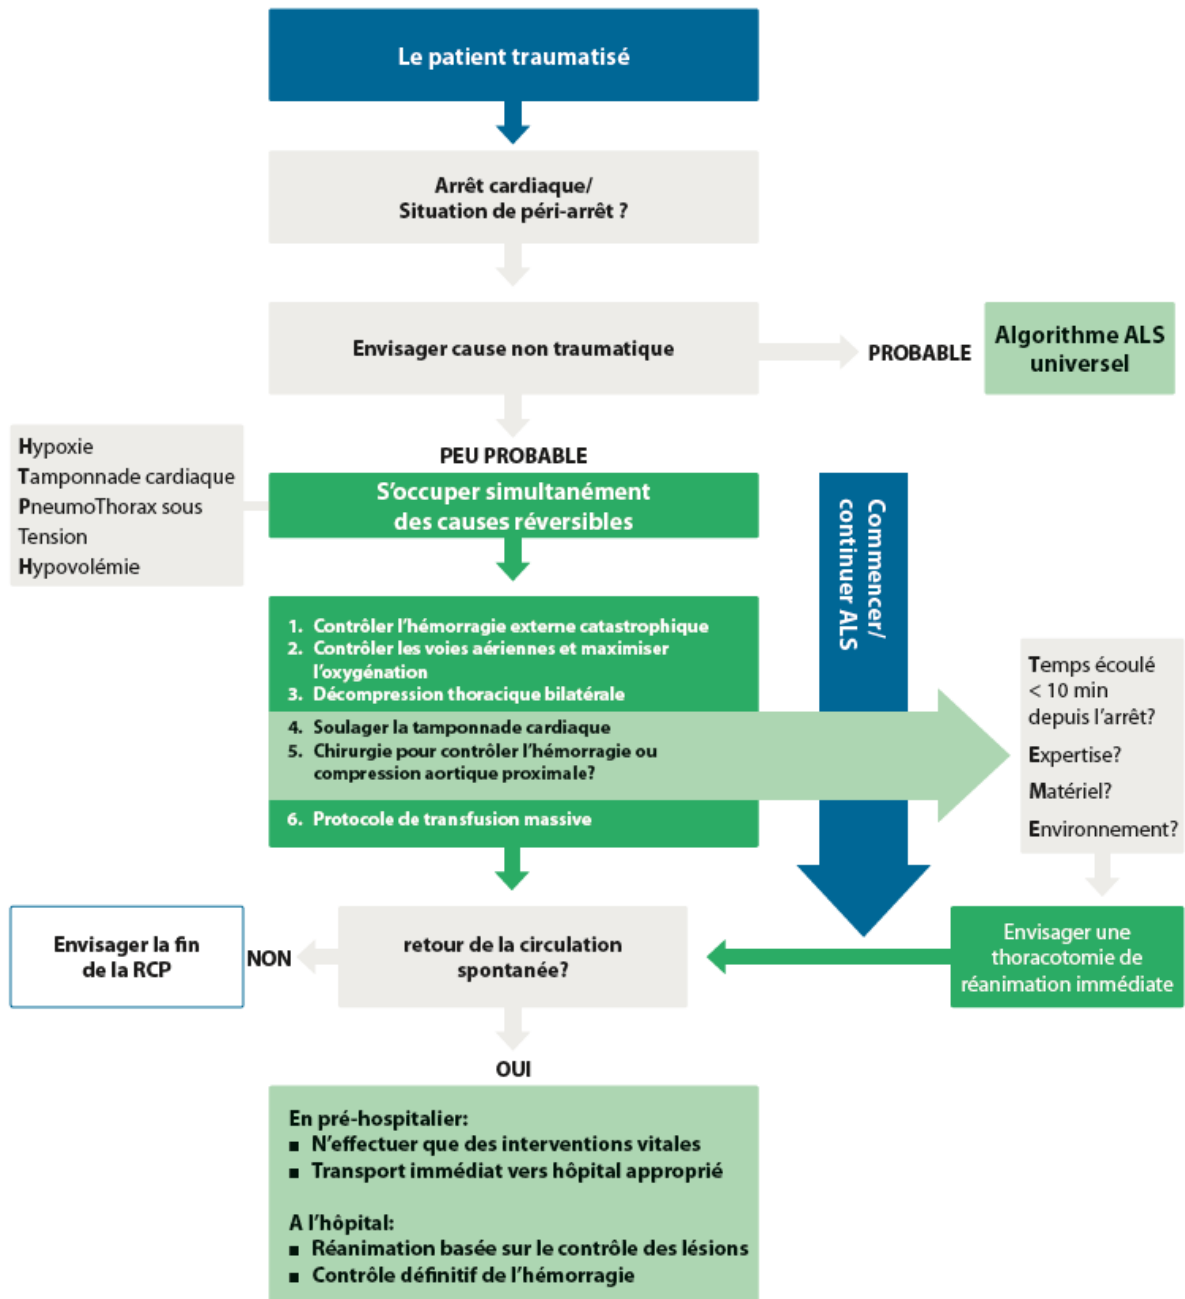 Le patient traumatisé
Arrêt cardiaque/
Situation de péri-arrêt ?
Envisager cause non traumatique
PROBABLE
Algorithme ALS
universel
PEU PROBABLE
Hypoxie
Tamponnade cardiaque
PneumoThorax sous
Tension
Hypovolémie
S’occuper simultanément
des causes réversibles
Commencer/
continuer ALS
1. Contrôler l’hémorragie externe catastrophique
2. Contrôler les voies aériennes et maximiser
l’oxygénation
3. Décompression thoracique bilatérale
4. Soulager la tamponnade cardiaque
5. Chirurgie pour contrôler l’hémorragie ou
compression aortique proximale?
6. Protocole de transfusion massive
Temps écoulé
< 10 min
depuis l’arrêt?
Expertise?
Matériel?
Environnement?
Envisager une
thoracotomie de
réanimation immédiate
retour de la circulation
spontanée?
NON
Envisager la fin
de la RCP
OUI
En pré-hospitalier:
▪ N’effectuer que des interventions vitales
▪ Transport immédiat vers hôpital approprié
A l’hôpital:
▪ Réanimation basée sur le contrôle des lésions
▪ Contrôle définitif de l’hémorragie